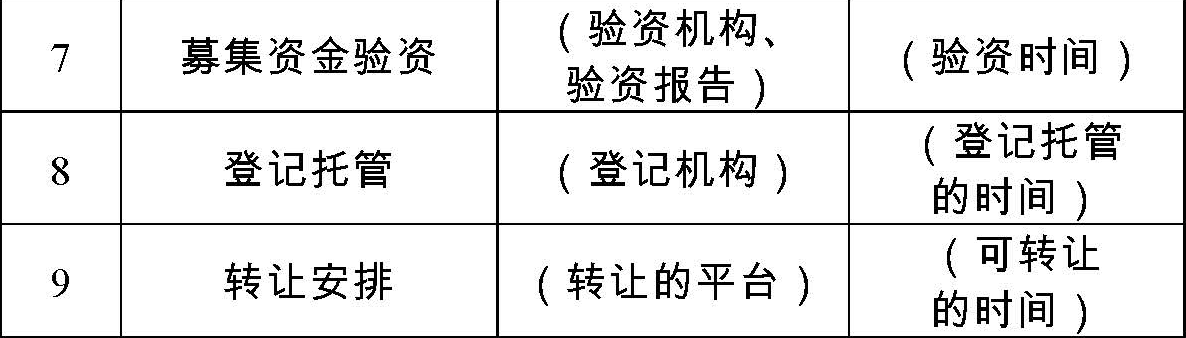 7 募集资金验资 （验资机构、 （验资时间）
验资报告）
8 登记托管 （登记机构） （登记托管
的时间）
9 转让安排 （转让的平台） （可转让
的时间）